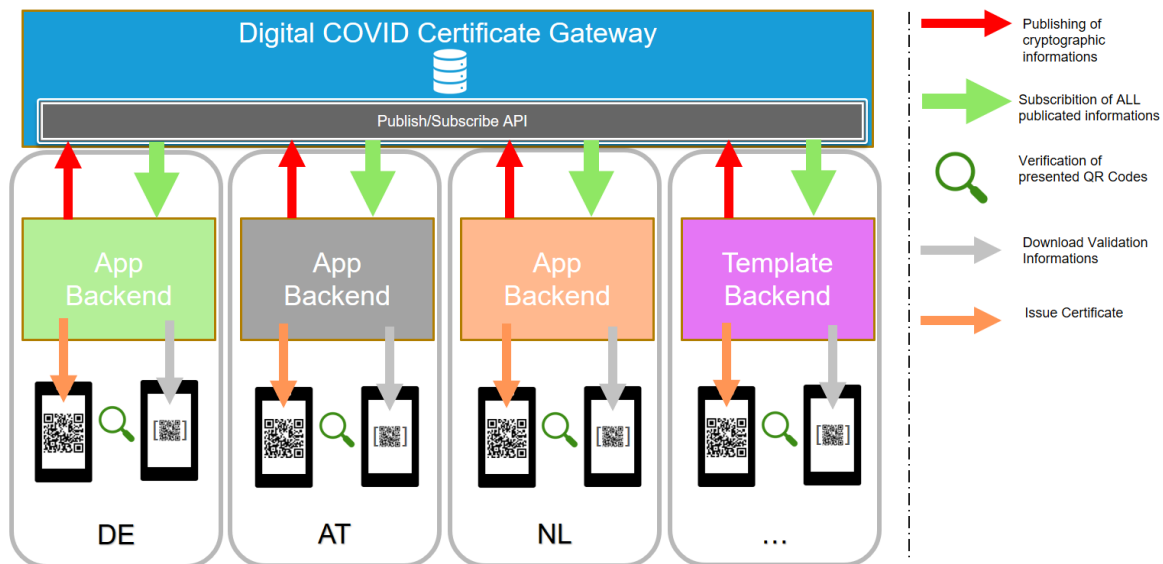 Digital COVID Certificate Gateway
Publish/Subscribe API
App
Backend
App
Backend
App
Backend
Template
Backend
DE
AT
NL
...
Publishing of
cryptographic
informations
Subscribition of ALL
publicated informations
Verification of
presented QR Codes
Download Validation
Informations
Issue Certificate